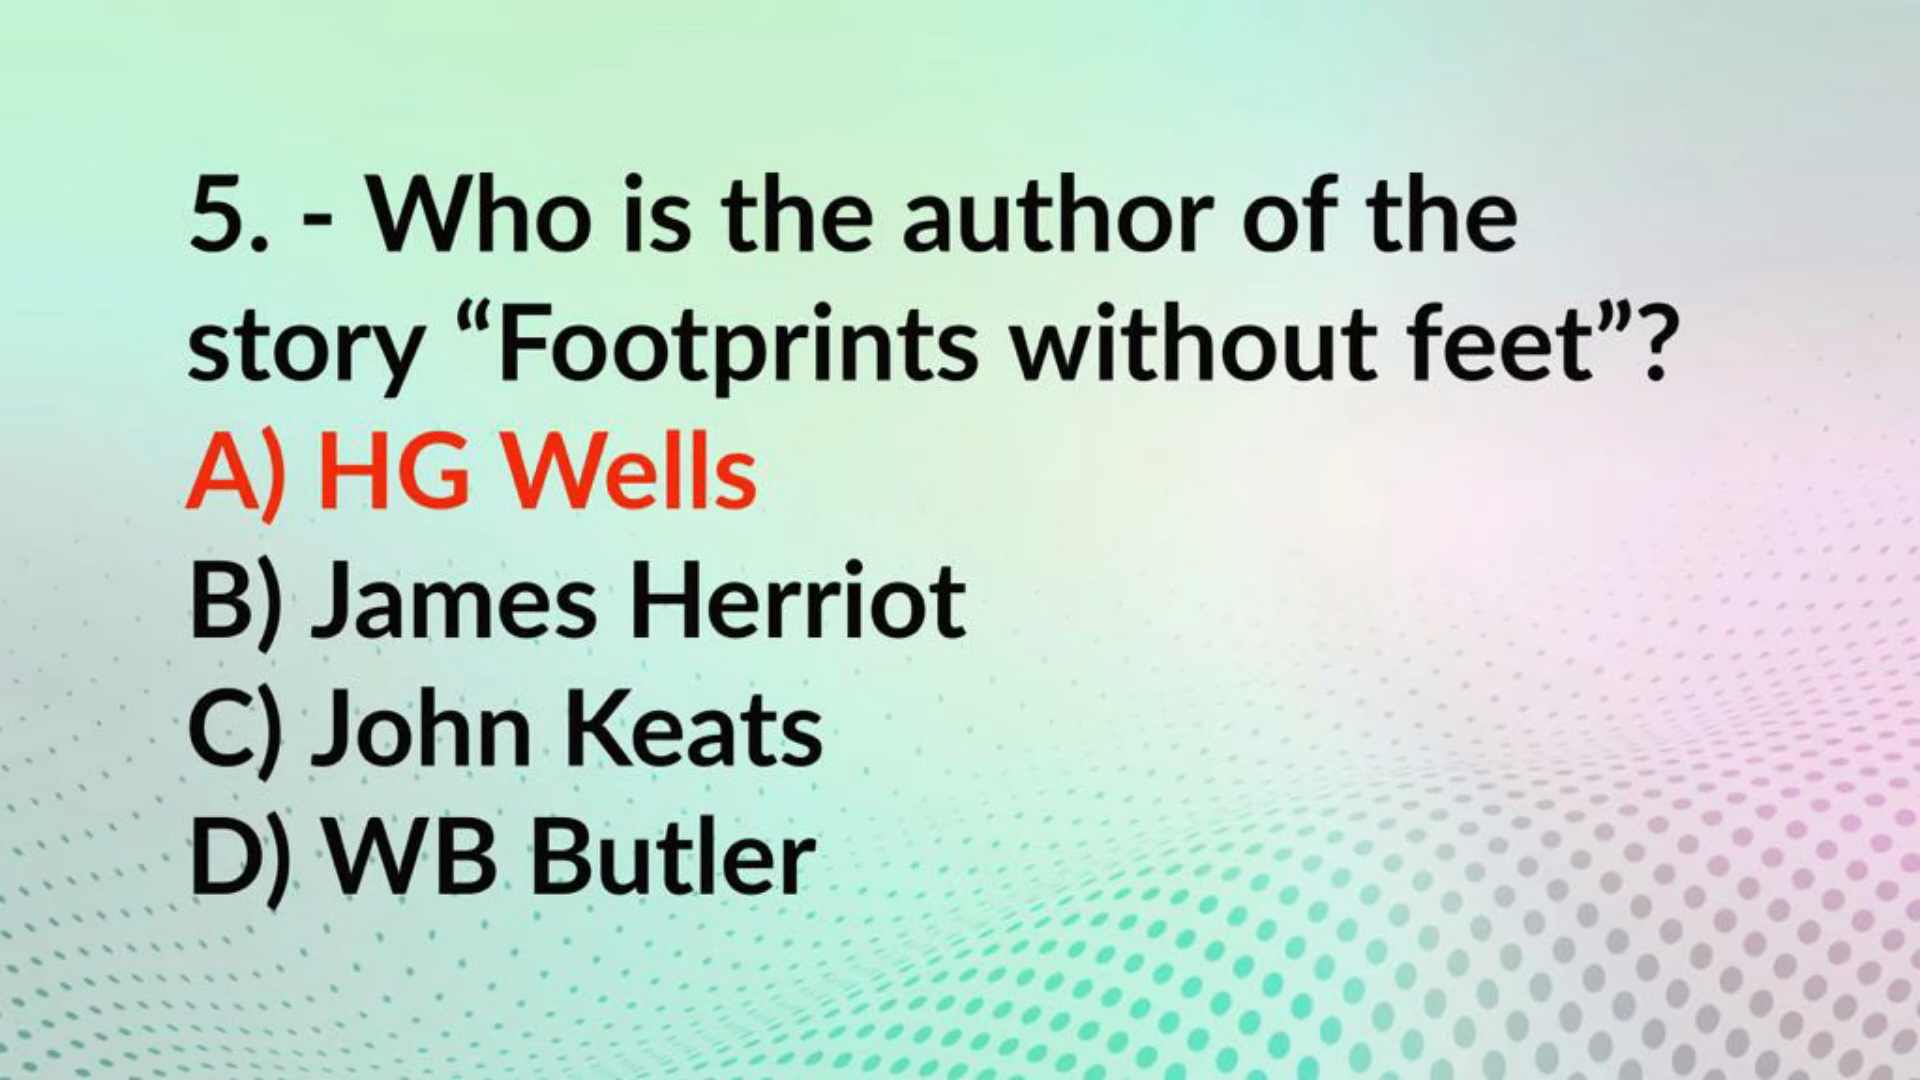 5. - Who is the author of the
story “Footprints without feet”?
A) HG Wells
B) James Herriot
C) John Keats
D) WB Butler